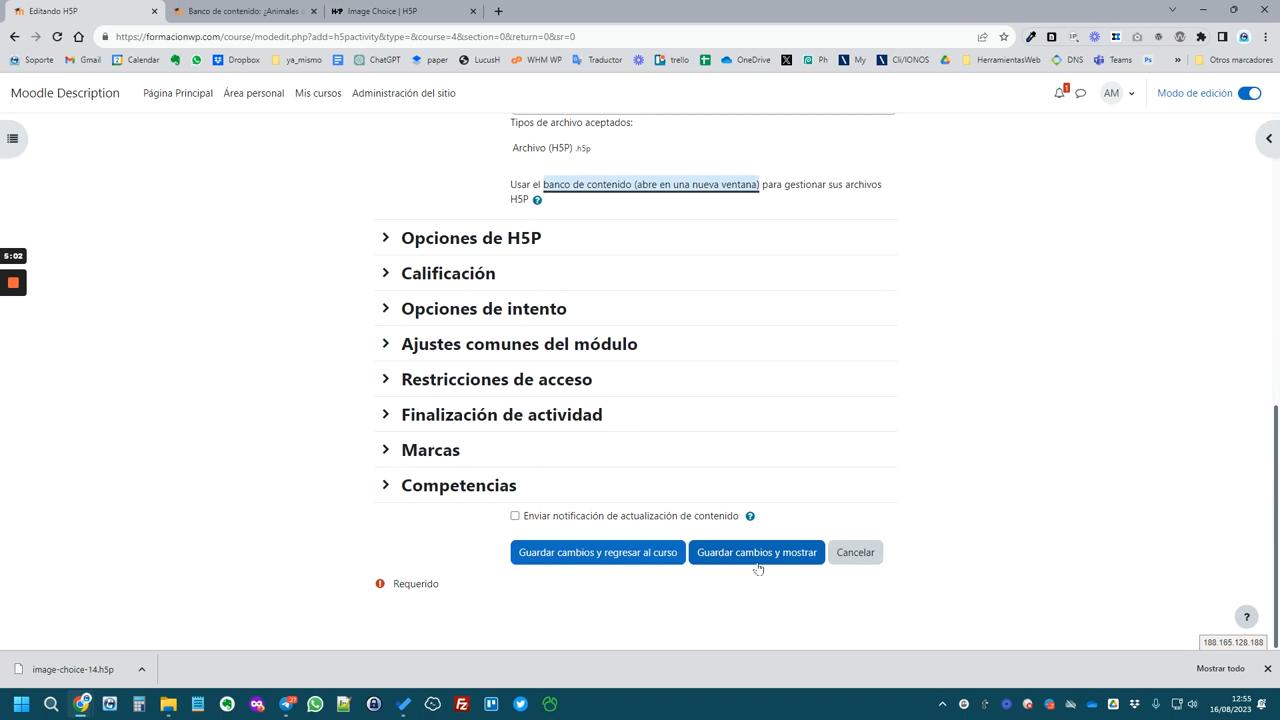 Editando H5P
Banco de contenido: ¿Animales
H-P Image Choice | H5P
https://formacionwp.com/course/modedit.php?add=h5pactivity&type=&course=4&section=0&return=0&sr=0
Soporte Gmail Calendar Dropbox ya_mismo ChatGPT paper LucusH WHM WP Traductor trello OneDrive Ph My Cli/IONOS HerramientasWeb DNS Teams Ps » Otros marcadores
Moodle Description Página Principal Área personal Mis cursos Administración del sitio 1 AM Modo de edición
Tipos de archivo aceptados:
Archivo (H5P) .h5p
Usar el banco de contenido (abre en una nueva ventana) para gestionar sus archivos
H5P
5:02
Opciones de H5P
Calificación
Opciones de intento
Ajustes comunes del módulo
Restricciones de acceso
Finalización de actividad
Marcas
Competencias
Enviar notificación de actualización de contenido
Guardar cambios y regresar al curso Guardar cambios y mostrar Cancelar
Requerido
?
188.165.128.188
image-choice-14.h5p Mostrar todo
12:55
16/08/2023